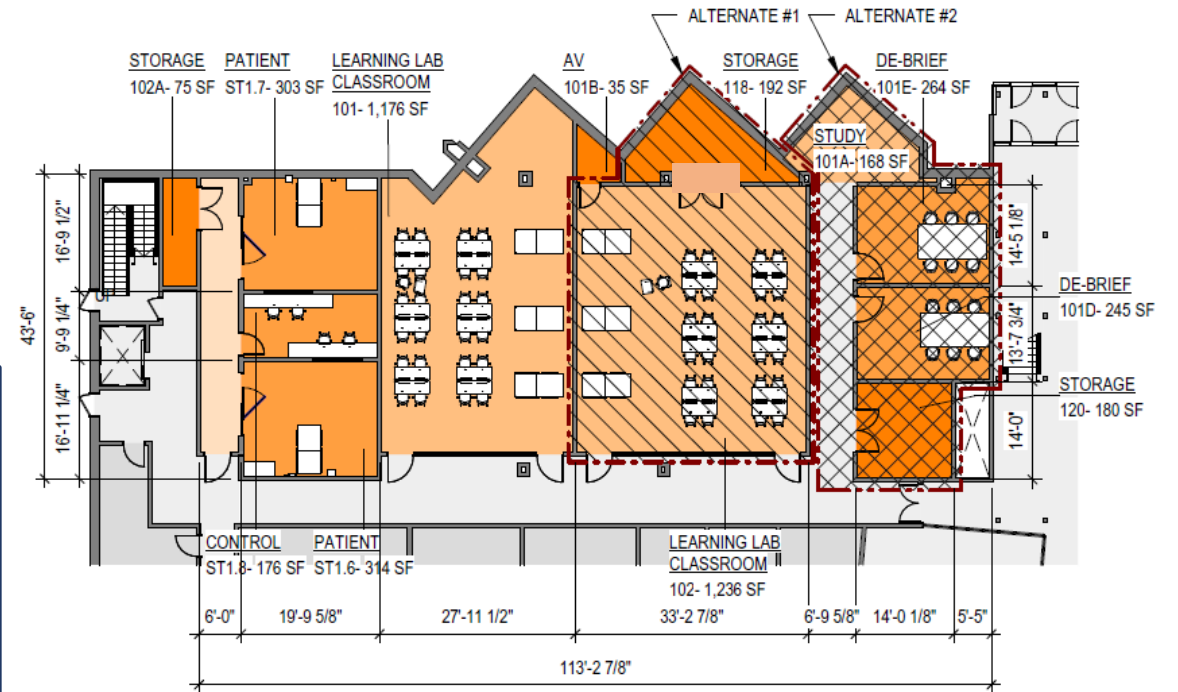 ALTERNATE #1
ALTERNATE #2
STORAGE
102A- 75 SF
PATIENT
ST1.7- 303 SF
LEARNING LAB
CLASSROOM
101- 1,176 SF
AV
101B- 35 SF
STORAGE
118- 192 SF
DE-BRIEF
101E- 264 SF
STUDY
101A- 168 SF
43'-6"
16'-9 1/2"
9'-9 1/4"
16'-11 1/4"
14'-5 1/8"
13'-7 3/4"
14'-0"
DE-BRIEF
101D- 245 SF
STORAGE
120- 180 SF
CONTROL
ST1.8- 176 SF
PATIENT
ST1.6- 314 SF
LEARNING LAB
CLASSROOM
102- 1,236 SF
6'-0"
19'-9 5/8"
27'-11 1/2"
33'-2 7/8"
6'-9 5/8"
14'-0 1/8"
5'-5"
113'-2 7/8"